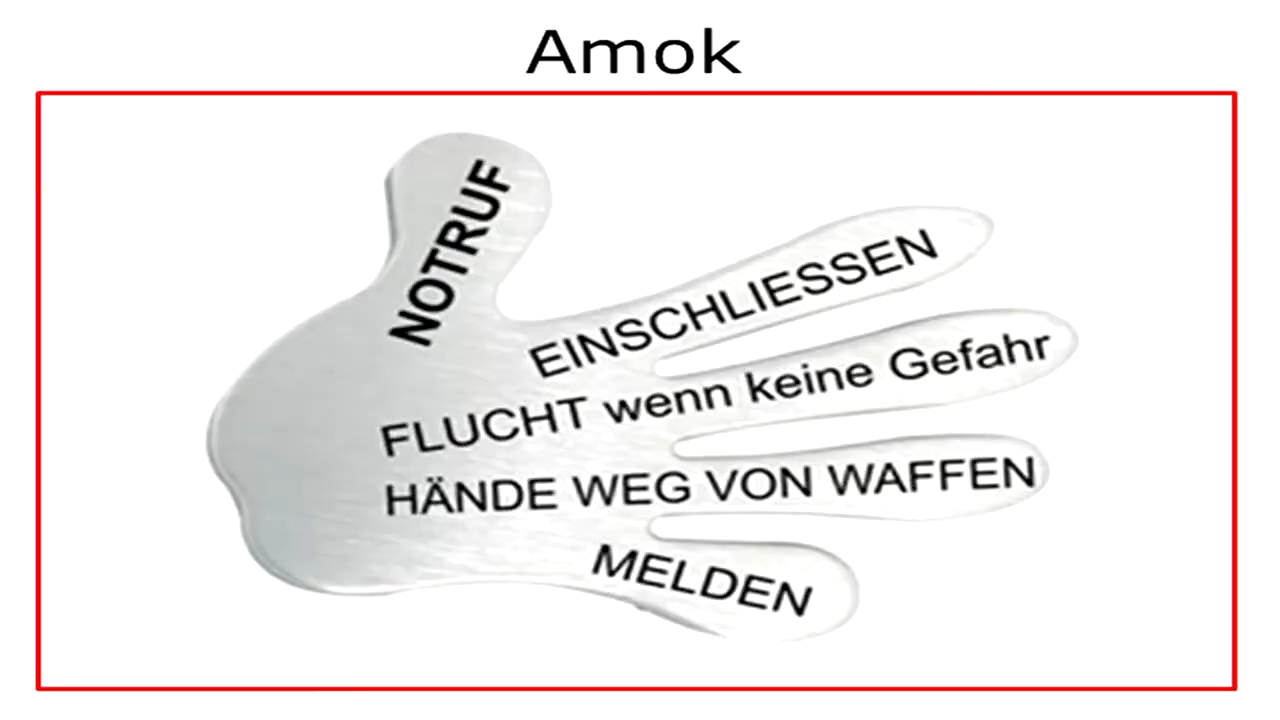 Amok
NOTRUF
EINSCHLIESSEN
FLUCHT wenn keine Gefahr
HÄNDE WEG VON WAFFEN
MELDEN